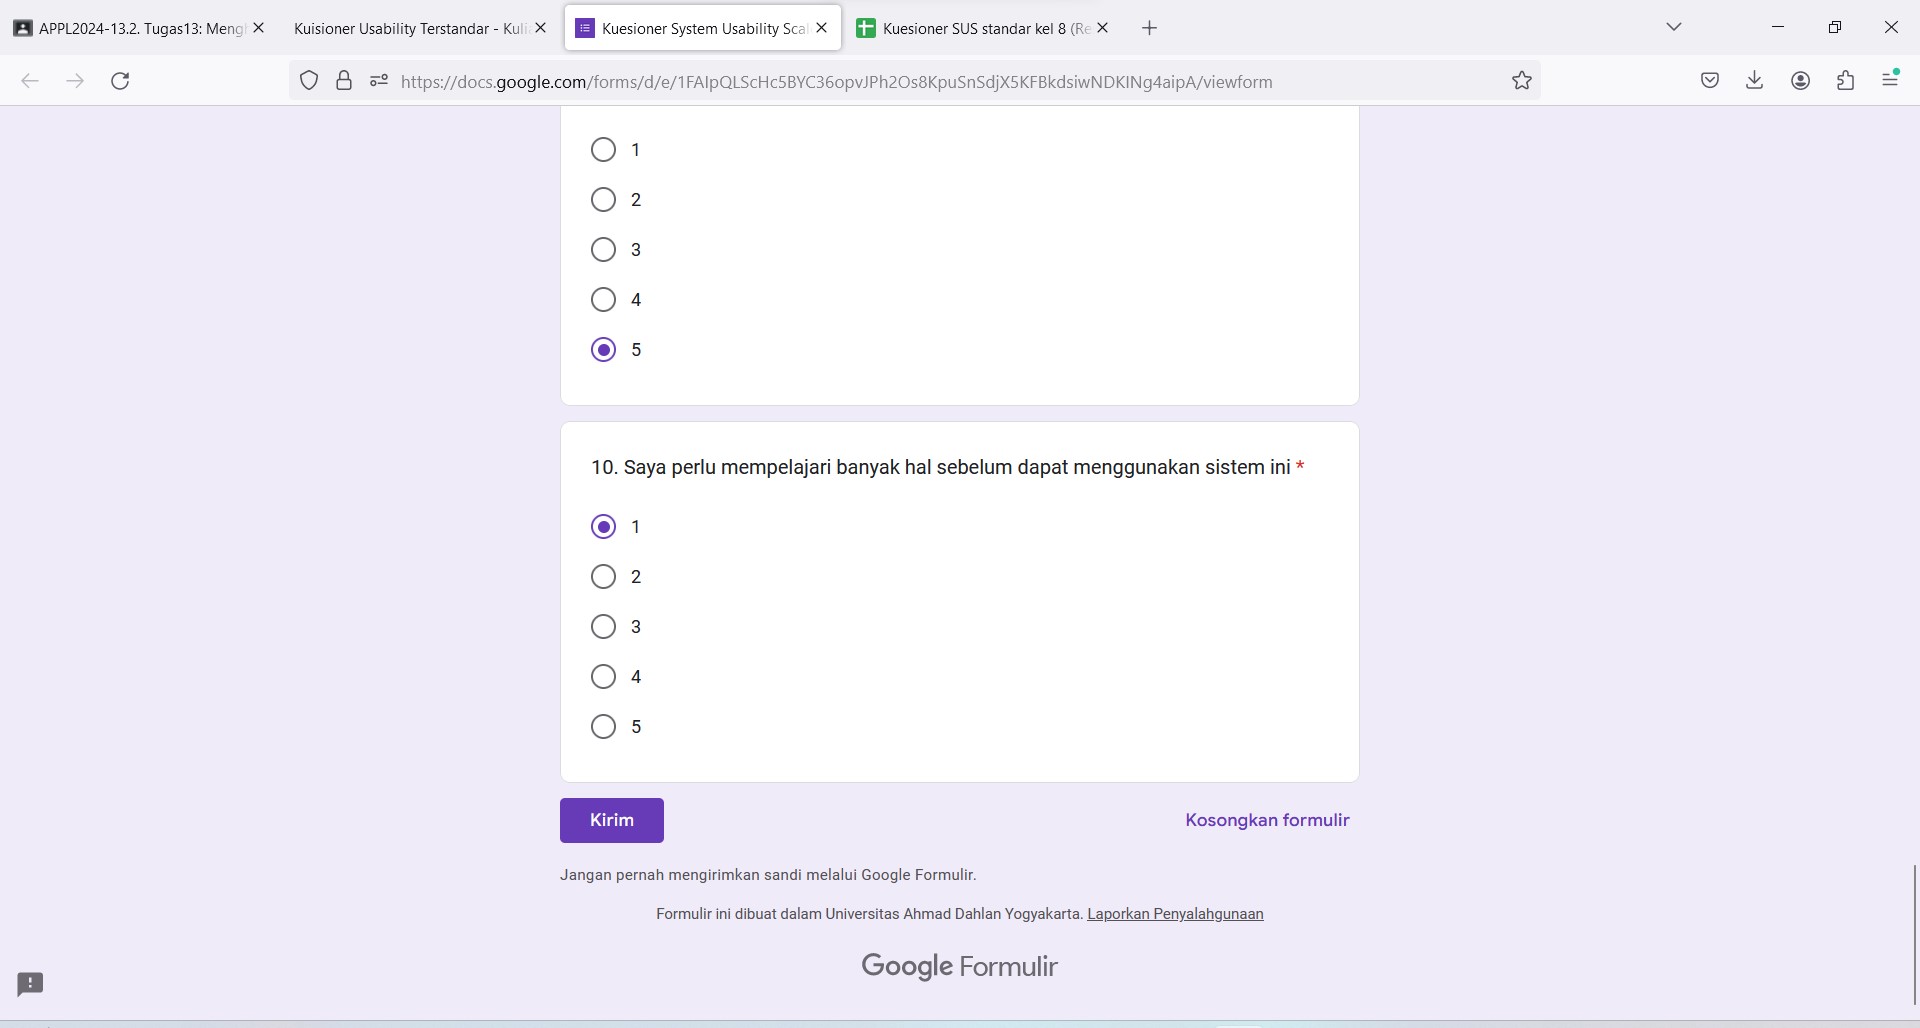 APPL2024-13.2. Tugas13: Meng
Kuisioner Usability Terstandar - Kuli
Kuesioner System Usability Scal
Kuesioner SUS standar kel 8 (Re
https://docs.google.com/forms/d/e/1FAIpQLScHc5BYC36opvJPh2Os8KpuSnSdjX5KFBkdsiwNDKINg4aipA/viewform
1
2
3
4
5
10. Saya perlu mempelajari banyak hal sebelum dapat menggunakan sistem ini *
1
2
3
4
5
Kirim
Kosongkan formulir
Jangan pernah mengirimkan sandi melalui Google Formulir.
Formulir ini dibuat dalam Universitas Ahmad Dahlan Yogyakarta. Laporkan Penyalahgunaan
Google Formulir